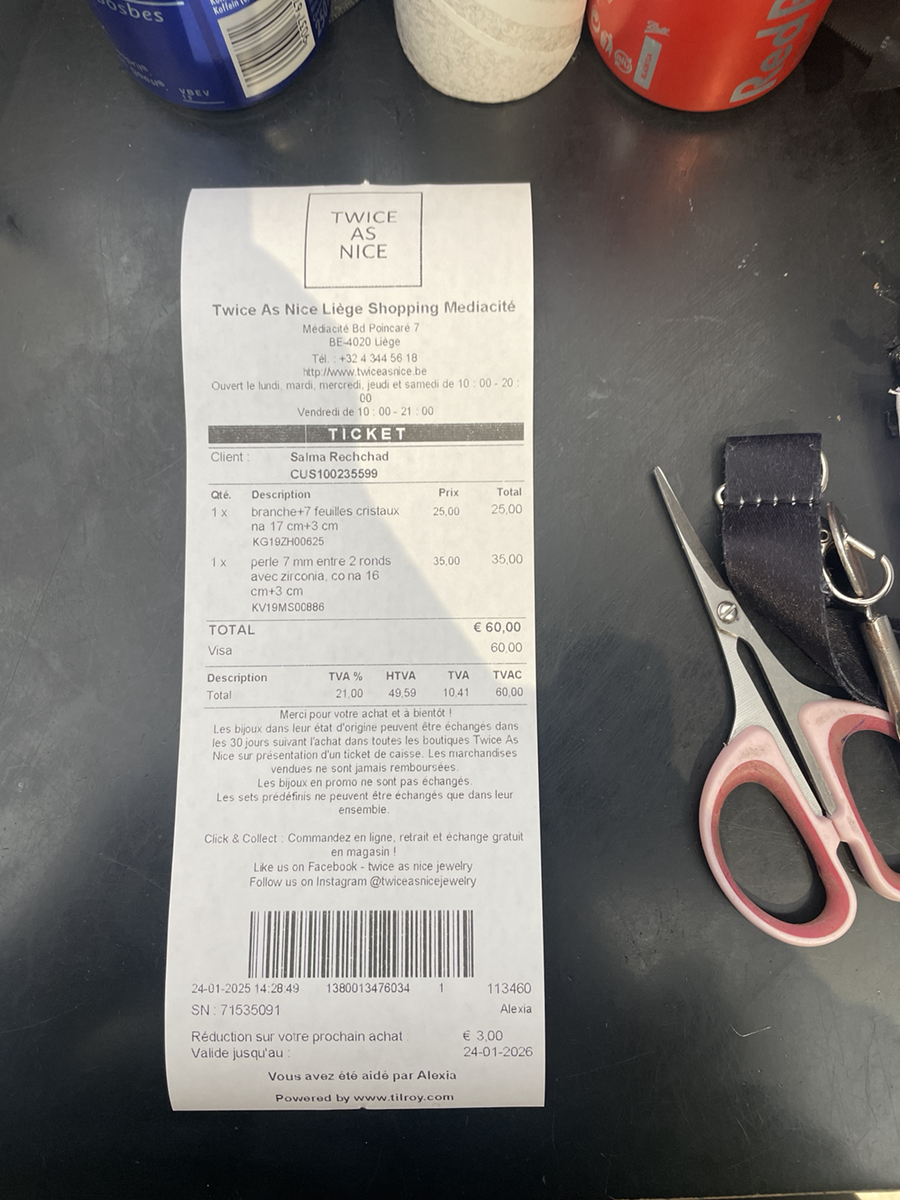 osbes
Koffein
VBEV
RedB
TWICE
AS
NICE
Twice As Nice Liège Shopping Mediacité
Médiacité Bd Poincaré 7
BE-4020 Liège
Tél. : +32 4 344 56 18
http://www.twiceasnice.be
Ouvert le lundi, mardi, mercredi, jeudi et samedi de 10 : 00 - 20 :
00
Vendredi de 10 : 00 - 21 : 00
TICKET
Client : Salma Rechchad
CUS100235599
Qté. Description Prix Total
1 x branche+7 feuilles cristaux 25,00 25,00
na 17 cm+3 cm
KG19ZH00625
1 x perle 7 mm entre 2 ronds 35,00 35,00
avec zirconia, co na 16
cm+3 cm
KV19MS00886
TOTAL € 60,00
Visa 60,00
Description TVA % HTVA TVA TVAC
Total 21,00 49,59 10,41 60,00
Merci pour votre achat et à bientôt !
Les bijoux dans leur état d'origine peuvent être échangés dans
les 30 jours suivant l'achat dans toutes les boutiques Twice As
Nice sur présentation d'un ticket de caisse. Les marchandises
vendues ne sont jamais remboursées.
Les bijoux en promo ne sont pas échangés.
Les sets prédéfinis ne peuvent être échangés que dans leur
ensemble.
Click & Collect : Commandez en ligne, retrait et échange gratuit
en magasin !
Like us on Facebook - twice as nice jewelry
Follow us on Instagram @twiceasnicejewelry
24-01-2025 14:28:49 1380013476034 1 113460
SN : 71535091 Alexia
Réduction sur votre prochain achat : € 3,00
Valide jusqu'au : 24-01-2026
Vous avez été aidé par Alexia
Powered by www.tilroy.com